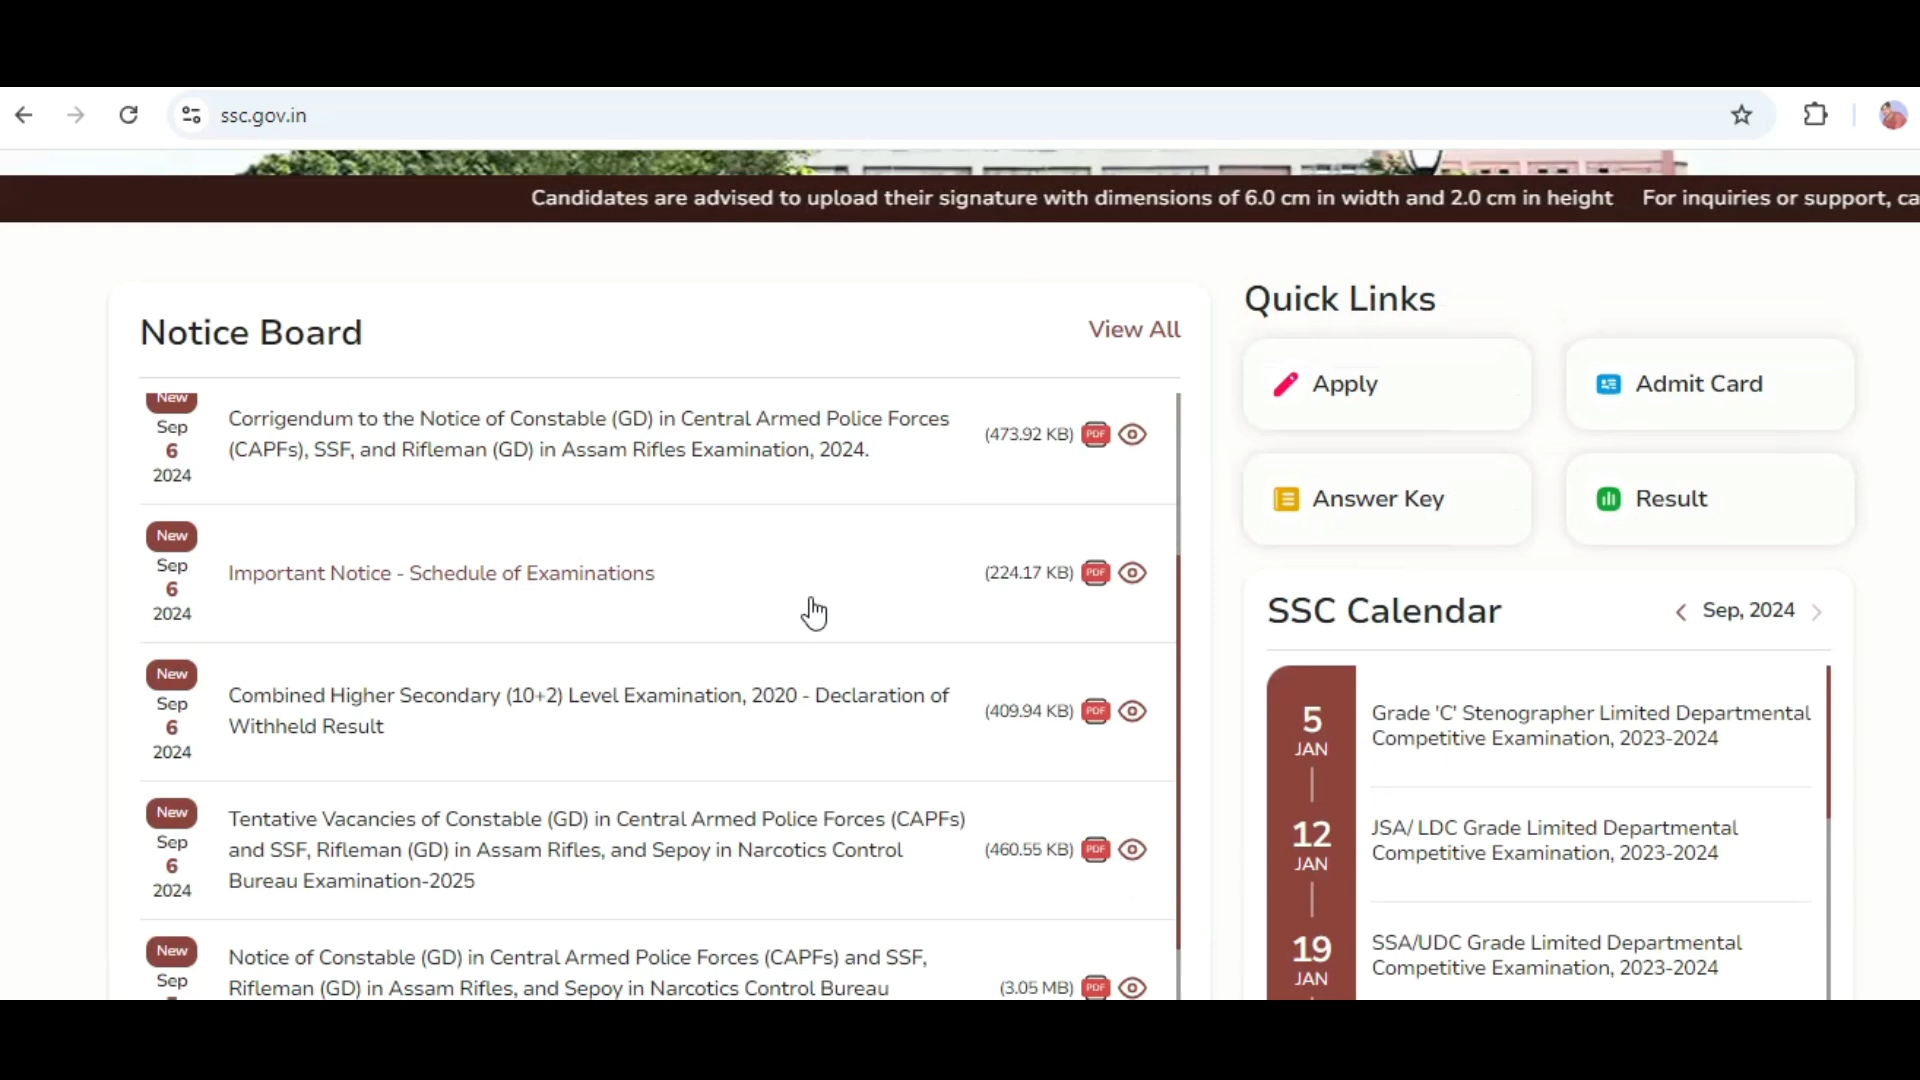 ssc.gov.in
Candidates are advised to upload their signature with dimensions of 6.0 cm in width and 2.0 cm in height For inquiries or support, ca
Notice Board
View All
New
Sep
6
2024
Corrigendum to the Notice of Constable (GD) in Central Armed Police Forces
(CAPFs), SSF, and Rifleman (GD) in Assam Rifles Examination, 2024.
(473.92 KB)
PDF
New
Sep
6
2024
Important Notice - Schedule of Examinations
(224.17 KB)
PDF
New
Sep
6
2024
Combined Higher Secondary (10+2) Level Examination, 2020 - Declaration of
Withheld Result
(409.94 KB)
PDF
New
Sep
6
2024
Tentative Vacancies of Constable (GD) in Central Armed Police Forces (CAPFs)
and SSF, Rifleman (GD) in Assam Rifles, and Sepoy in Narcotics Control
Bureau Examination-2025
(460.55 KB)
PDF
New
Sep
Notice of Constable (GD) in Central Armed Police Forces (CAPFs) and SSF,
Rifleman (GD) in Assam Rifles, and Sepoy in Narcotics Control Bureau
(3.05 MB)
PDF
Quick Links
Apply
Admit Card
Answer Key
Result
SSC Calendar
Sep, 2024
5
JAN
Grade 'C' Stenographer Limited Departmental
Competitive Examination, 2023-2024
12
JAN
JSA/ LDC Grade Limited Departmental
Competitive Examination, 2023-2024
19
JAN
SSA/UDC Grade Limited Departmental
Competitive Examination, 2023-2024